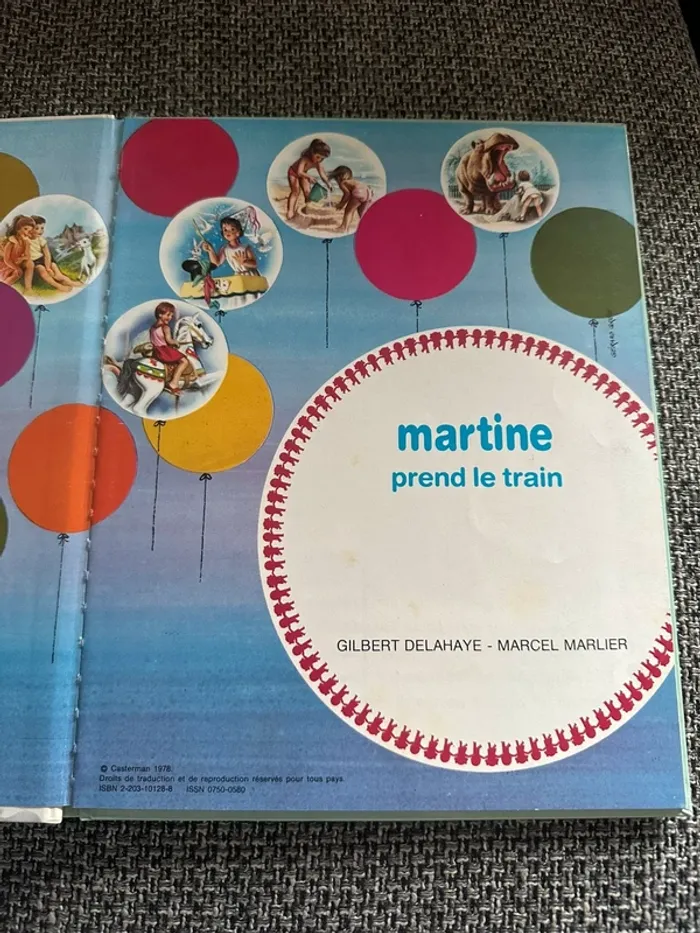 martine
prend le train
GILBERT DELAHAYE - MARCEL MARLIER
© Casterman 1978.
Droits de traduction et de reproduction réservés pour tous pays.
ISBN 2-203-10128-8 ISSN 0750-0580